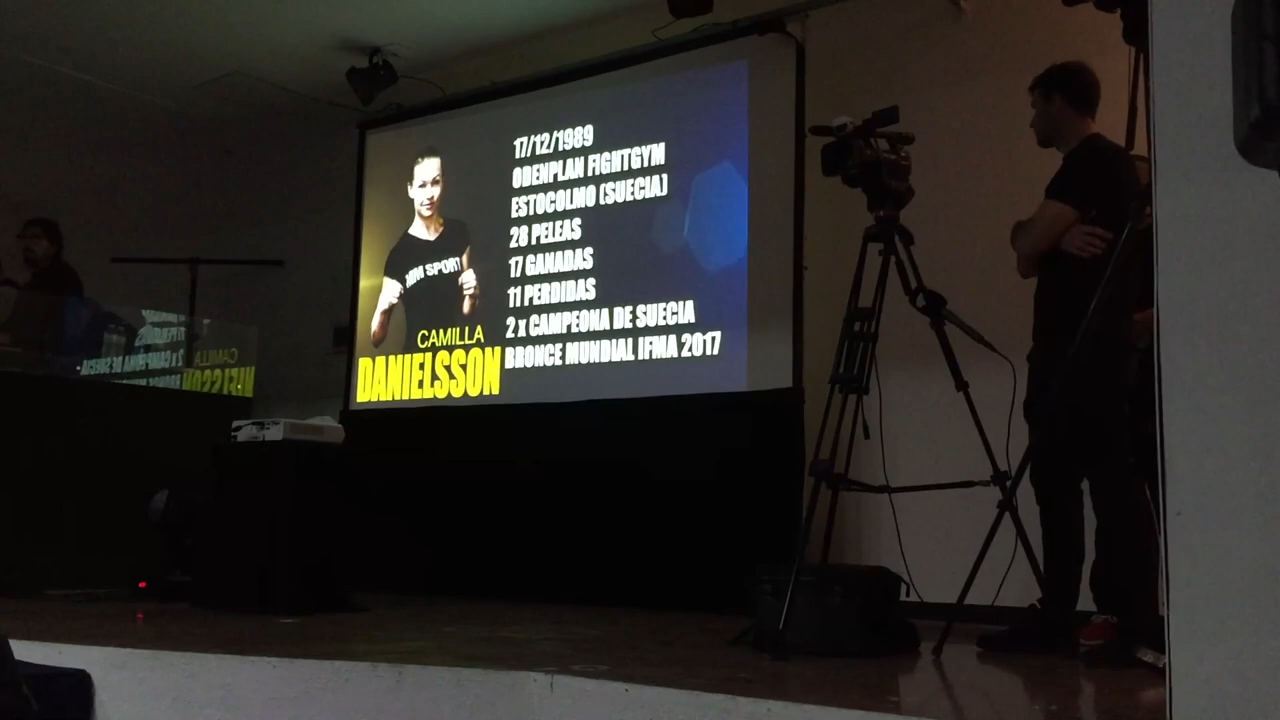 17/12/1989
ODENPLAN FIGHTGYM
ESTOCOLMO (SUECIA)
28 PELEAS
17 GANADAS
11 PERDIDAS
2 x CAMPEONA DE SUECIA
BRONCE MUNDIAL IFMA 2017
SPORT
CAMILLA
DANIELSSON